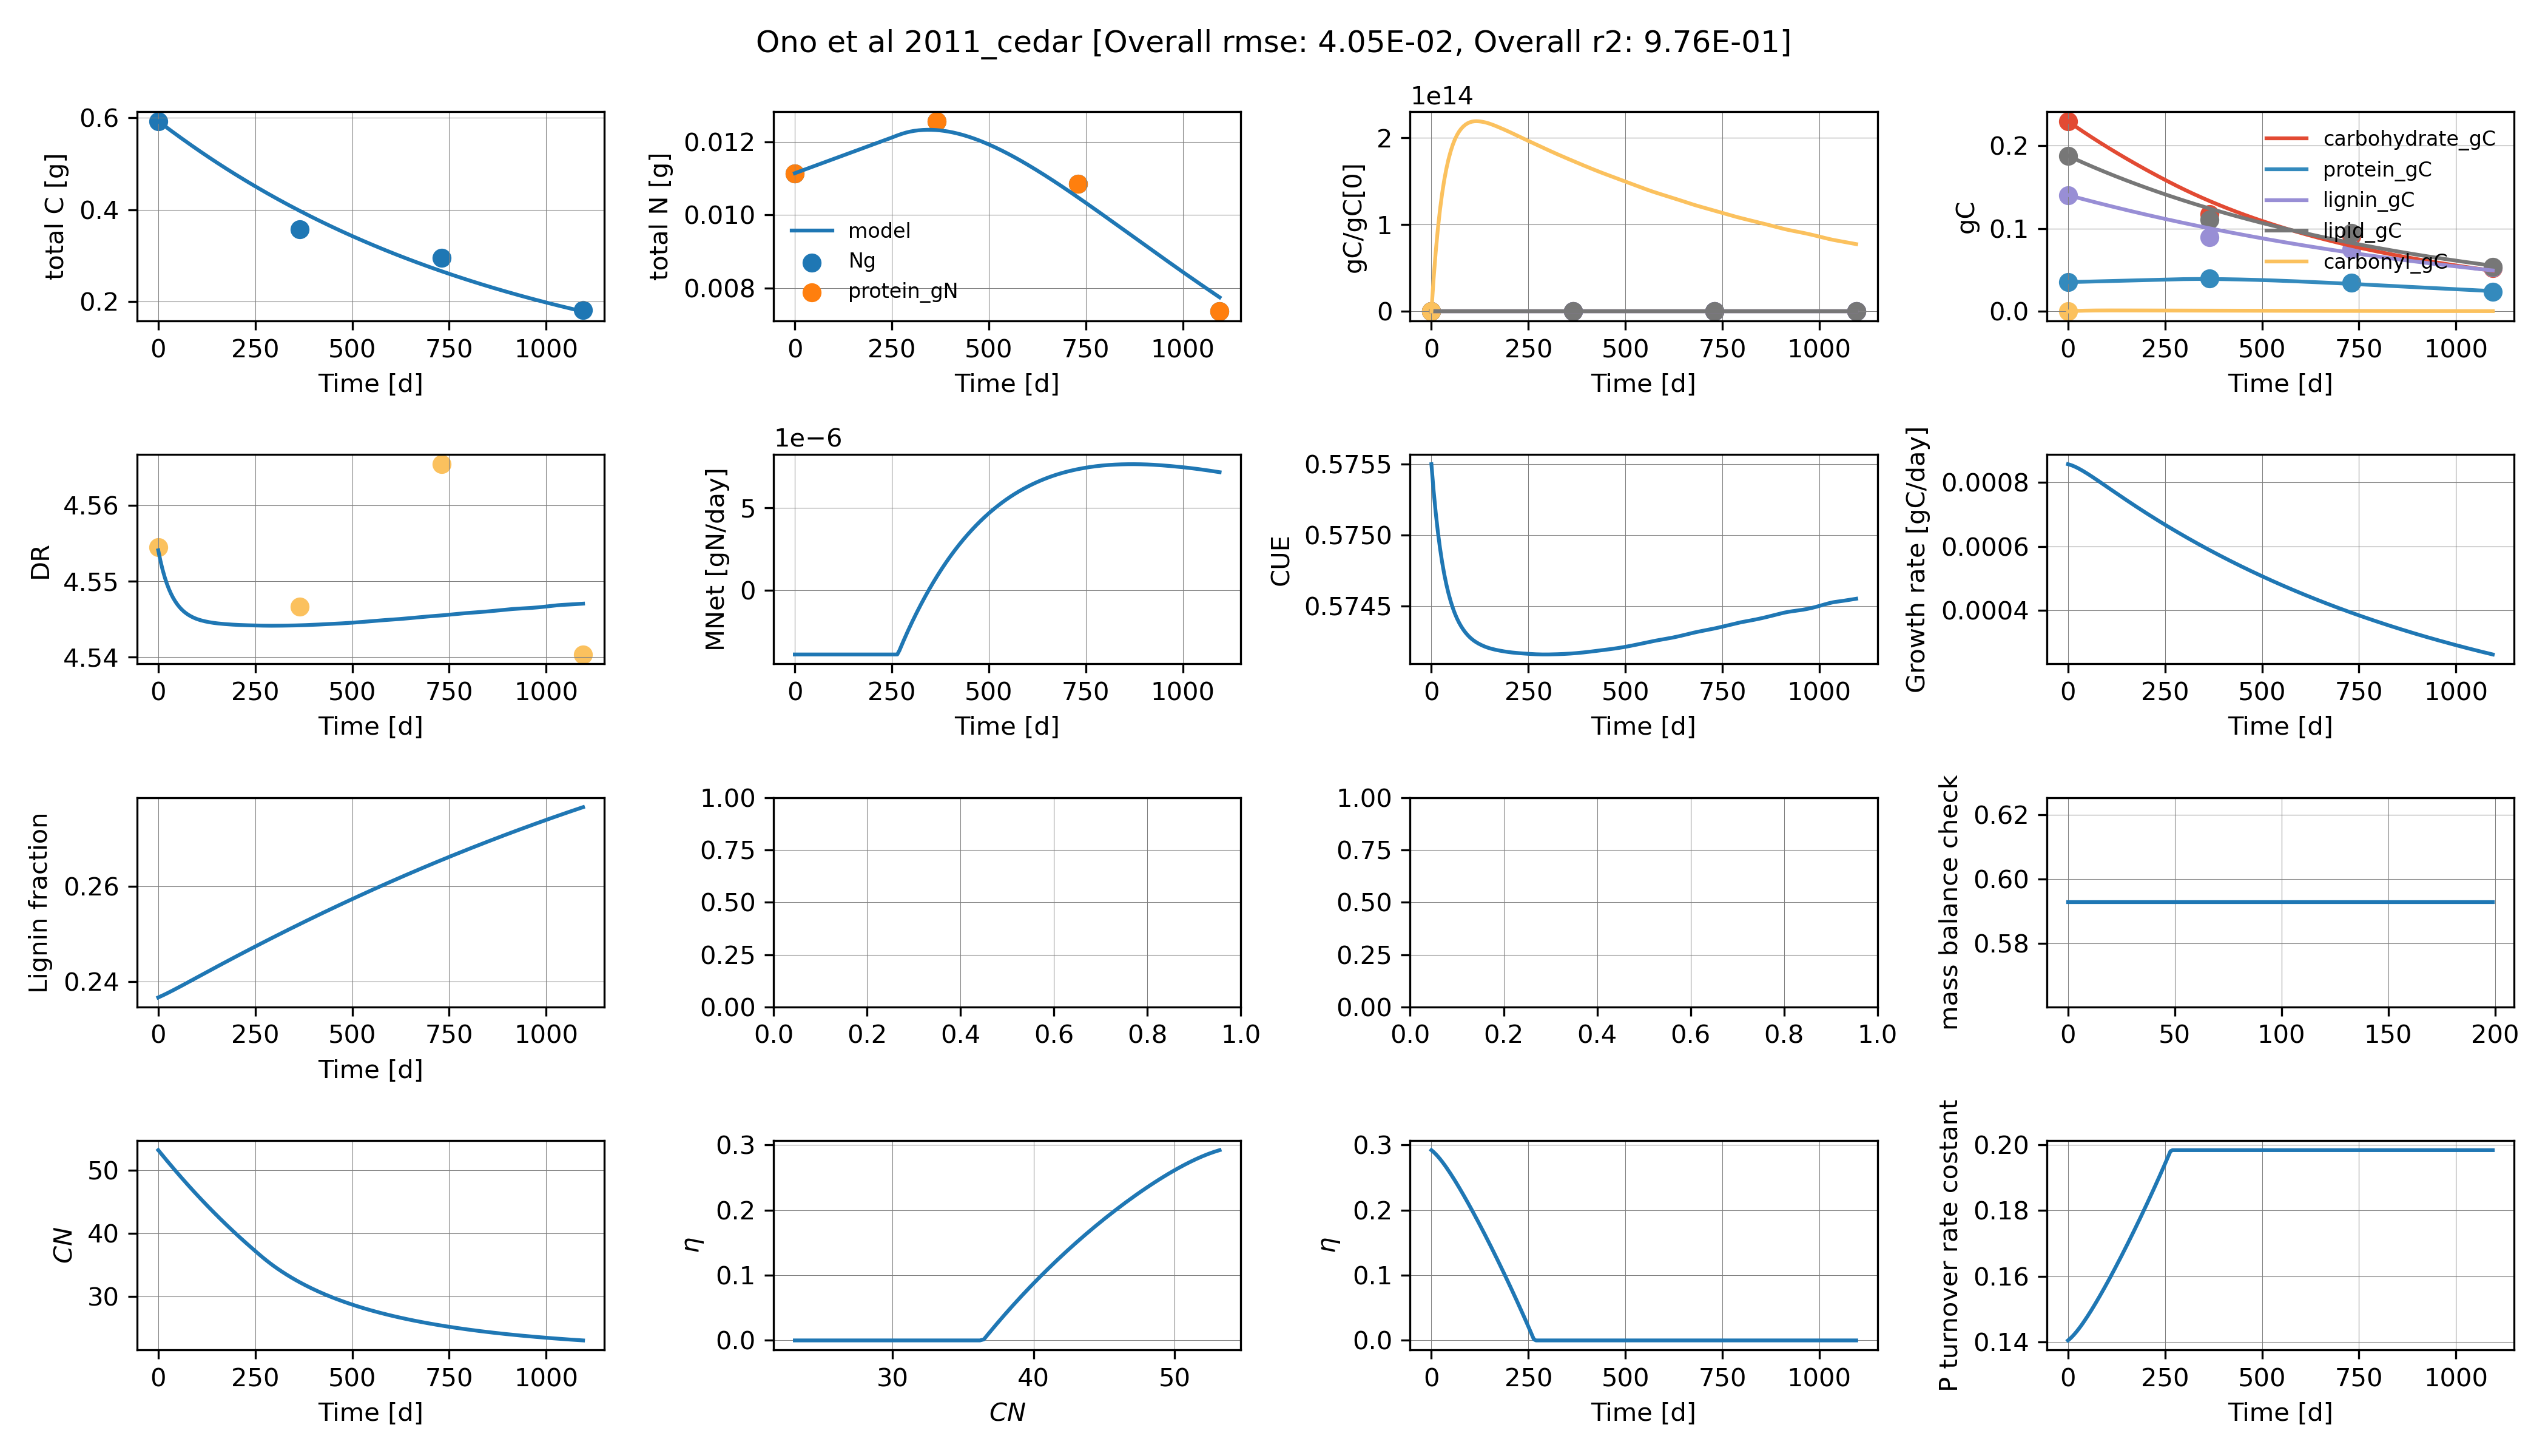 Ono et al 2011_cedar [Overall rmse: 4.05E-02, Overall r2: 9.76E-01]
total C [g]
0.6
0.4
0.2
0 250 500 750 1000
Time [d]
total N [g]
0.012
0.010
0.008
model
Ng
protein_gN
0 250 500 750 1000
Time [d]
1e14
gC/gC[0]
2
1
0
0 250 500 750 1000
Time [d]
gC
0.2
0.1
0.0
carbohydrate_gC
protein_gC
lignin_gC
lipid_gC
carbonyl_gC
0 250 500 750 1000
Time [d]
DR
4.56
4.55
4.54
0 250 500 750 1000
Time [d]
1e−6
MNet [gN/day]
5
0
0 250 500 750 1000
Time [d]
CUE
0.5755
0.5750
0.5745
0 250 500 750 1000
Time [d]
Growth rate [gC/day]
0.0008
0.0006
0.0004
0 250 500 750 1000
Time [d]
Lignin fraction
0.26
0.24
0 250 500 750 1000
Time [d]
1.00
0.75
0.50
0.25
0.00
0.0 0.2 0.4 0.6 0.8 1.0
1.00
0.75
0.50
0.25
0.00
0.0 0.2 0.4 0.6 0.8 1.0
mass balance check
0.62
0.60
0.58
0 50 100 150 200
CN
50
40
30
0 250 500 750 1000
Time [d]
η
0.3
0.2
0.1
0.0
30 40 50
CN
η
0.3
0.2
0.1
0.0
0 250 500 750 1000
Time [d]
P turnover rate costant
0.20
0.18
0.16
0.14
0 250 500 750 1000
Time [d]